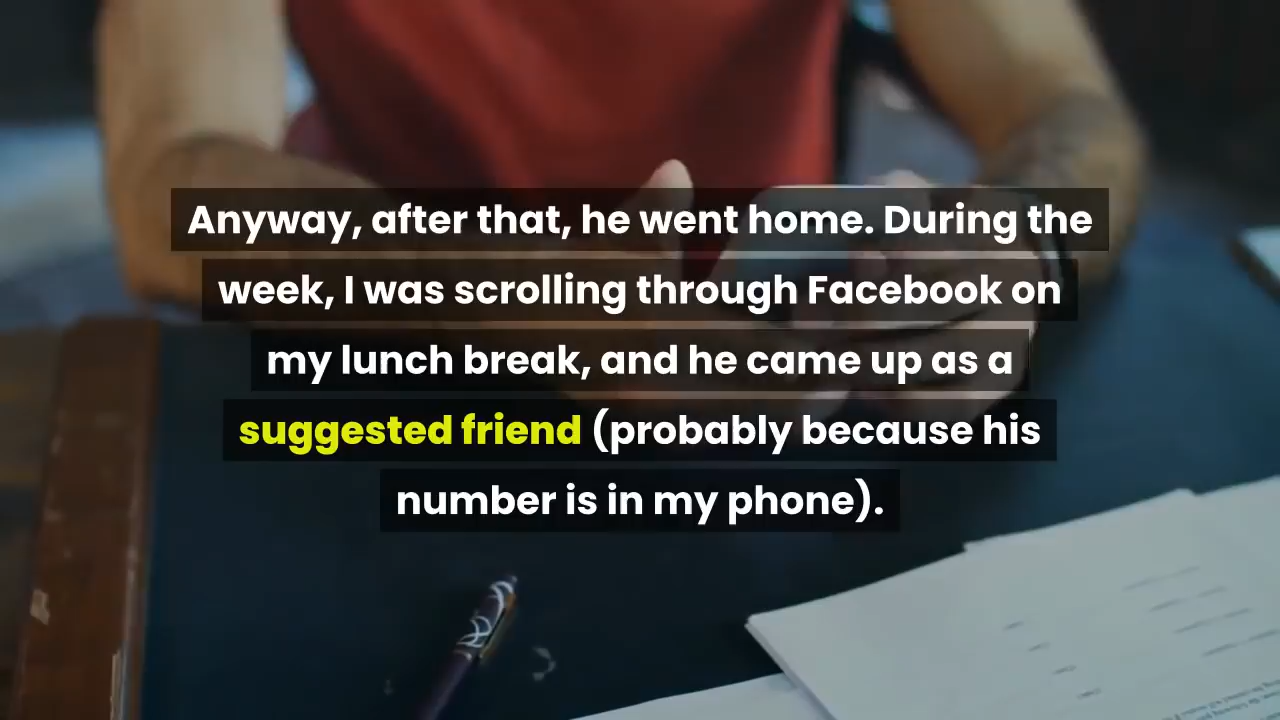 Anyway, after that, he went home. During the
week, I was scrolling through Facebook on
my lunch break, and he came up as a
suggested friend (probably because his
number is in my phone).